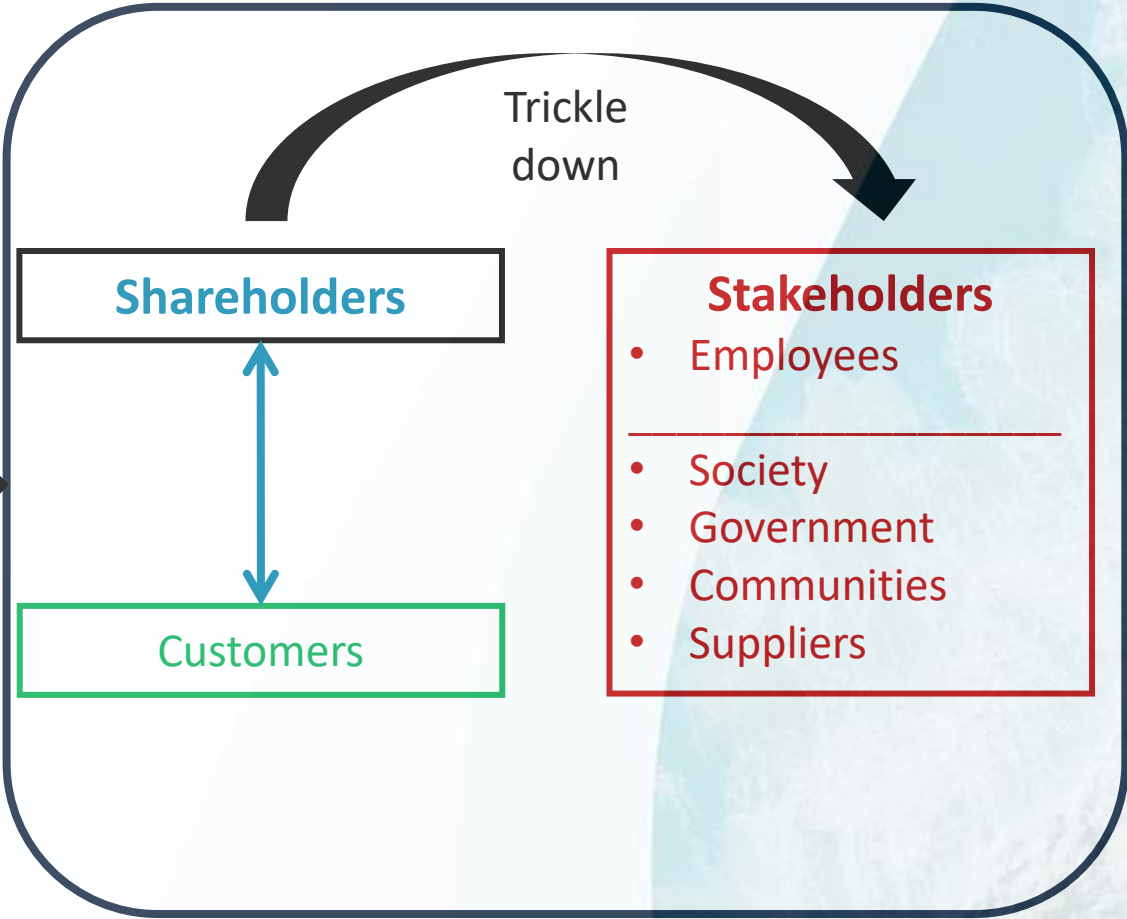 Trickle
down
Shareholders
Customers
Stakeholders
• Employees
• Society
• Government
• Communities
• Suppliers